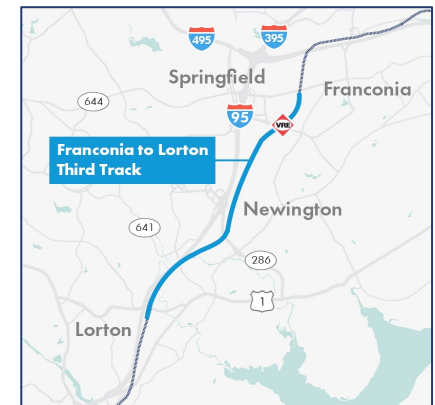 495
395
Springfield
Franconia
644
95
VRE
Franconia to Lorton
Third Track
Newington
641
286
1
Lorton